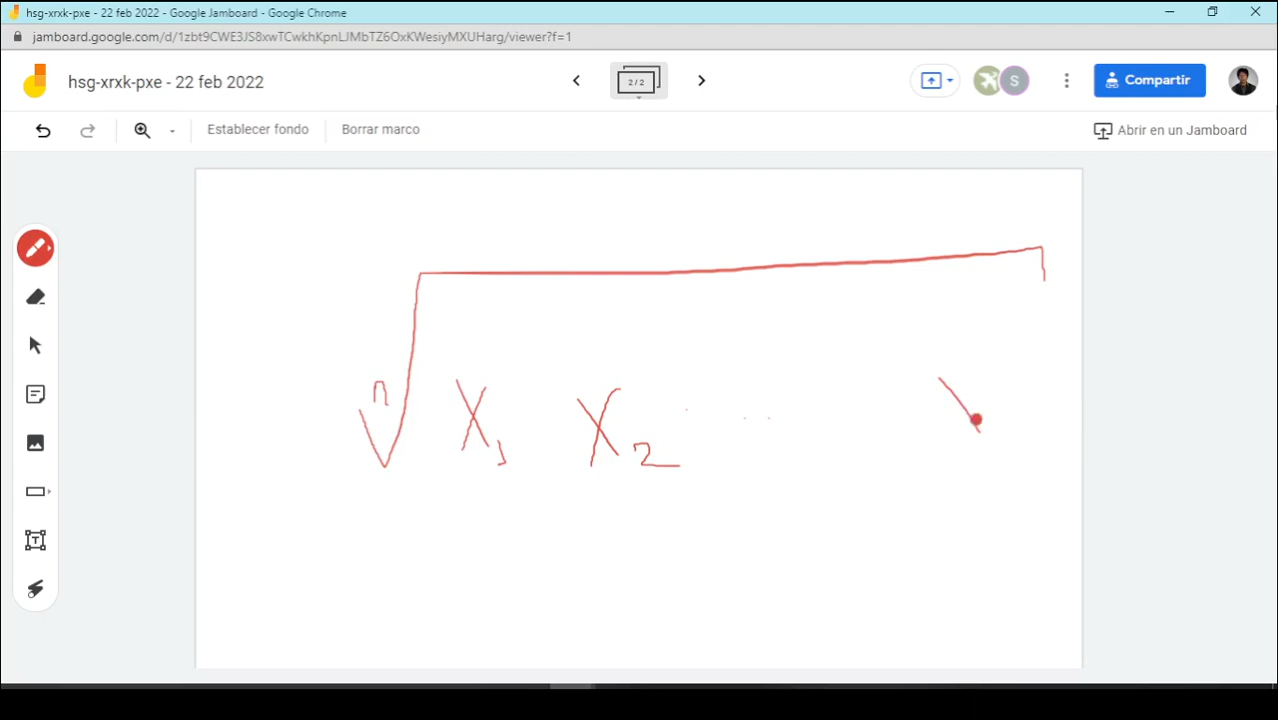 hsg-xrxk-pxe - 22 feb 2022 - Google Jamboard - Google Chrome
jamboard.google.com/d/1zbt9CWE3JS8xwTCwkhKpnLJMbTZ6OxKWesiyMXUHarg/viewer?f=1
hsg-xrxk-pxe - 22 feb 2022
2 / 2
S
Compartir
Establecer fondo
Borrar marco
Abrir en un Jamboard
n√ X1 X2 . . .
T